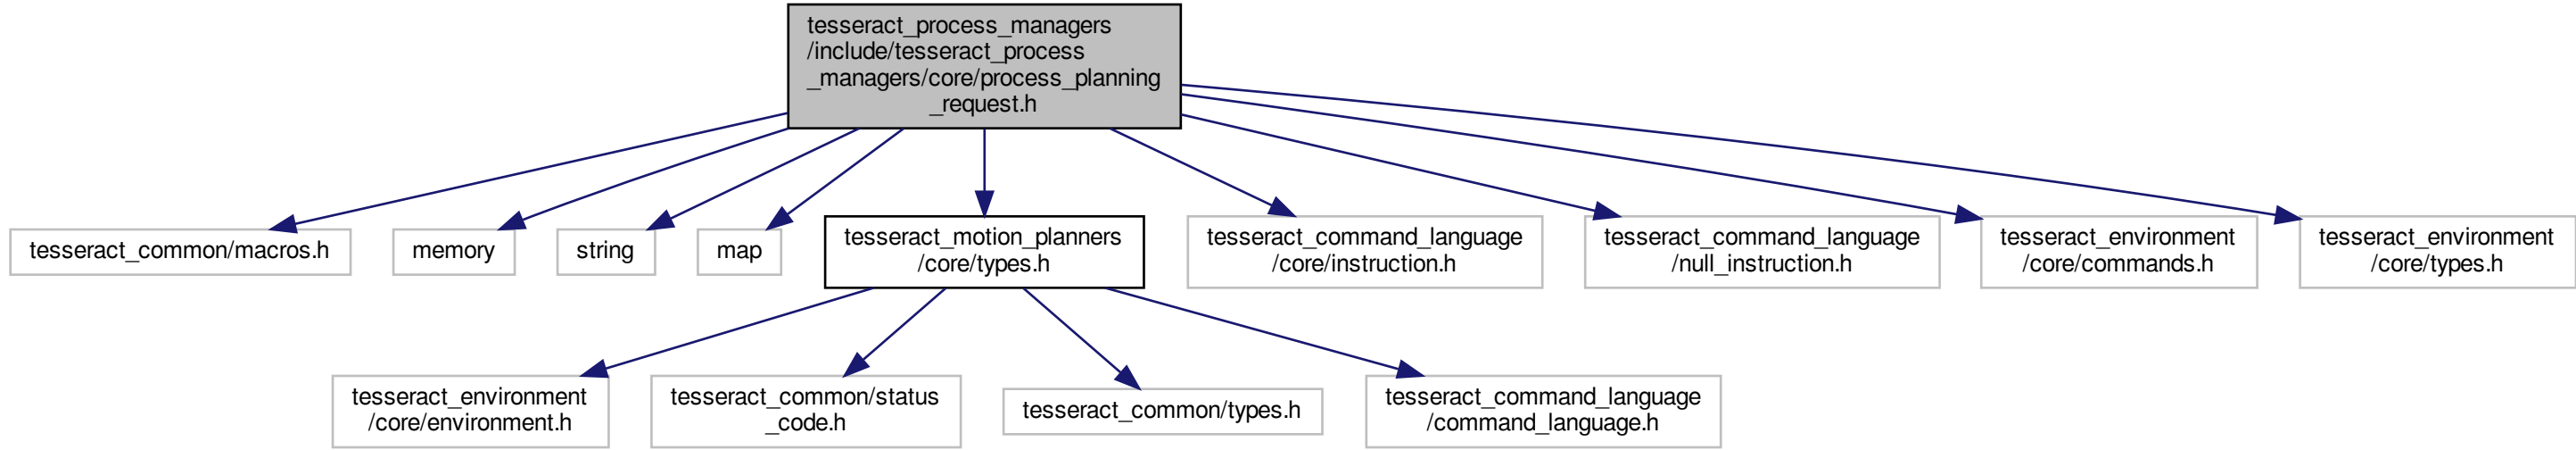 tesseract_process_managers
/include/tesseract_process
_managers/core/process_planning
_request.h
tesseract_common/macros.h
memory
string
map
tesseract_motion_planners
/core/types.h
tesseract_command_language
/core/instruction.h
tesseract_command_language
/null_instruction.h
tesseract_environment
/core/commands.h
tesseract_environment
/core/types.h
tesseract_environment
/core/environment.h
tesseract_common/status
_code.h
tesseract_common/types.h
tesseract_command_language
/command_language.h